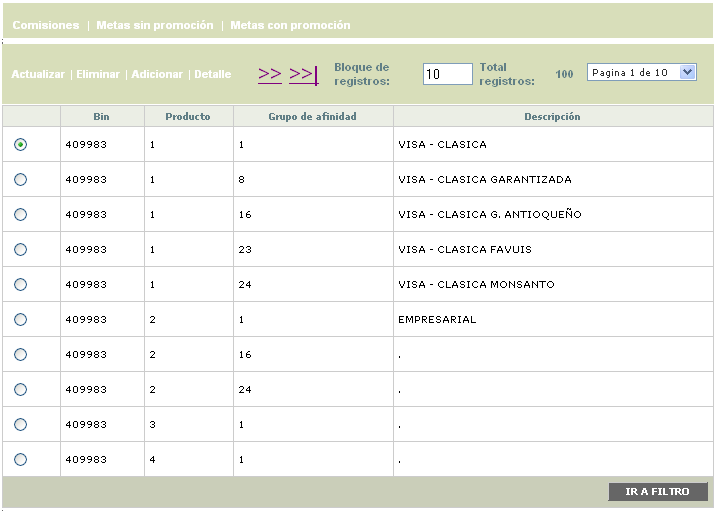 Comisiones | Metas sin promoción | Metas con promoción
Actualizar | Eliminar | Adicionar | Detalle >> >>| Bloque de registros: 10 Total registros: 100 Pagina 1 de 10
Bin Producto Grupo de afinidad Descripción
409983 1 1 VISA - CLASICA
409983 1 8 VISA - CLASICA GARANTIZADA
409983 1 16 VISA - CLASICA G. ANTIOQUEÑO
409983 1 23 VISA - CLASICA FAVUIS
409983 1 24 VISA - CLASICA MONSANTO
409983 2 1 EMPRESARIAL
409983 2 16 .
409983 2 24 .
409983 3 1 .
409983 4 1 .
IR A FILTRO